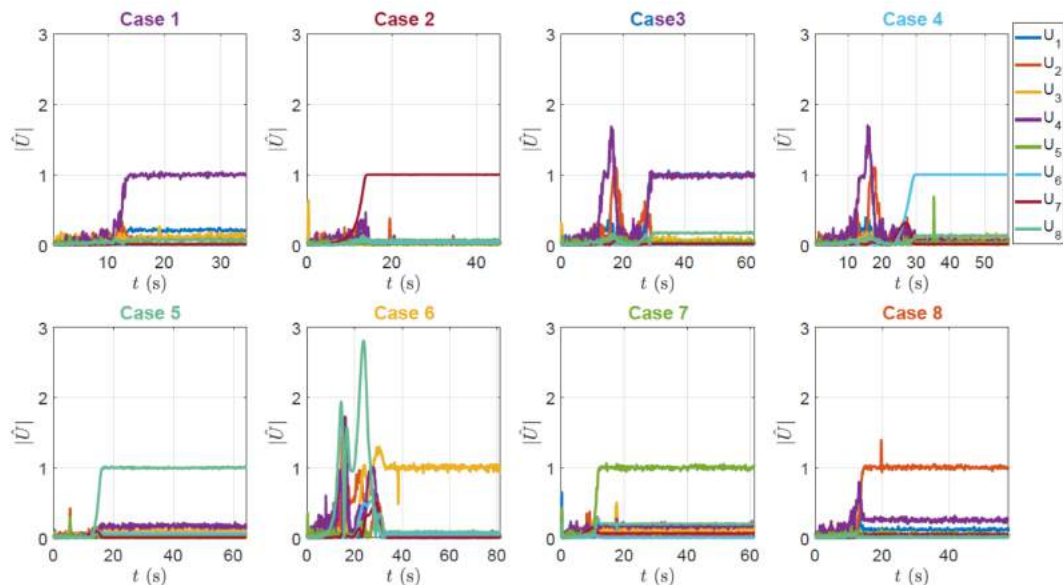 Case 1 Case 2 Case3 Case 4
3 3 3 3
U1
U2
2 2 2 2
U3
|Û| |Û| |Û| |Û|
U4
U5
1 1 1 1
U6
U7
U8
0 0 0 0
10 20 30 0 20 40 0 20 40 60 10 20 30 40 50
t (s) t (s) t (s) t (s)
Case 5 Case 6 Case 7 Case 8
3 3 3 3
2 2 2 2
|Û| |Û| |Û| |Û|
1 1 1 1
0 0 0 0
0 20 40 60 0 20 40 60 80 0 20 40 60 0 20 40
t (s) t (s) t (s) t (s)